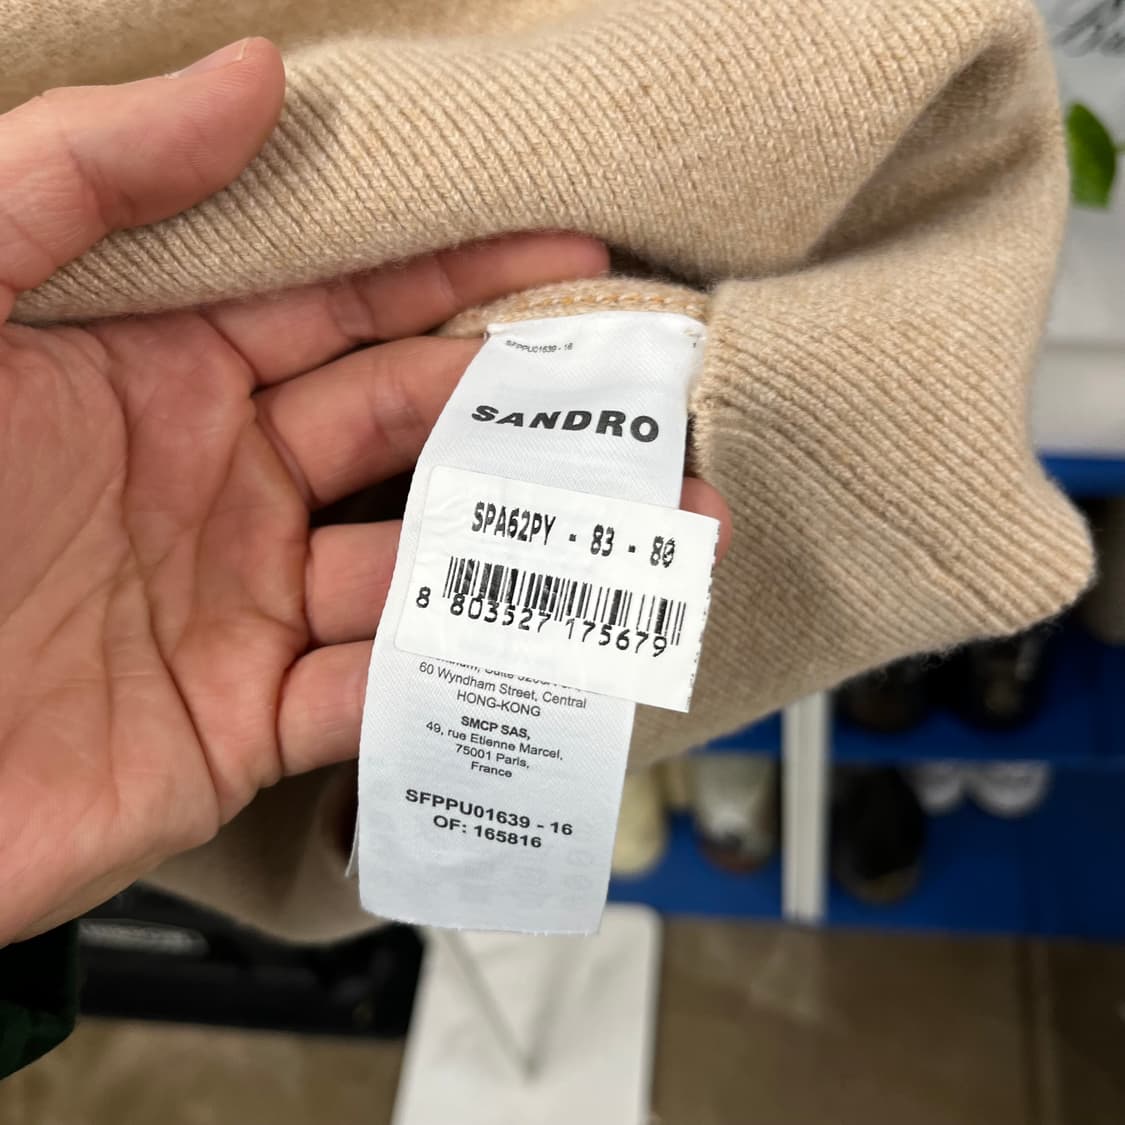 SFPPU01639 - 16
SANDRO
SPA62PY - 83 - 80
8 803527 175679
60 Wyndham Street, Central
HONG-KONG
SMCP SAS,
49, rue Etienne Marcel,
75001 Paris,
France
SFPPU01639 - 16
OF: 165816